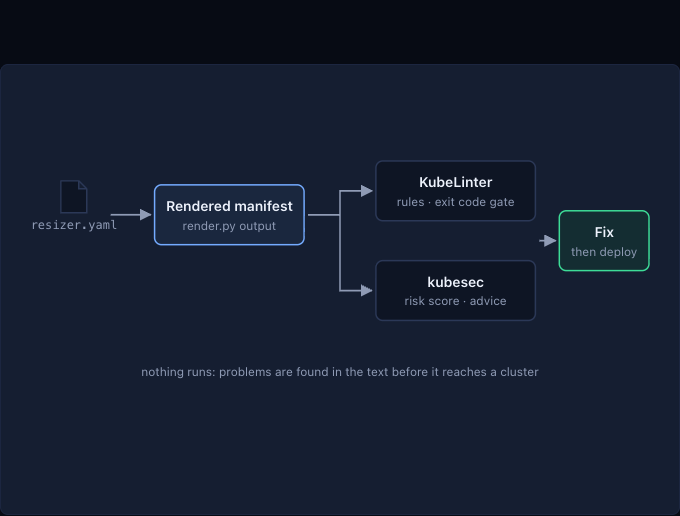 resizer.yaml
Rendered manifest
render.py output
KubeLinter
rules · exit code gate
kubesec
risk score · advice
Fix
then deploy
nothing runs: problems are found in the text before it reaches a cluster